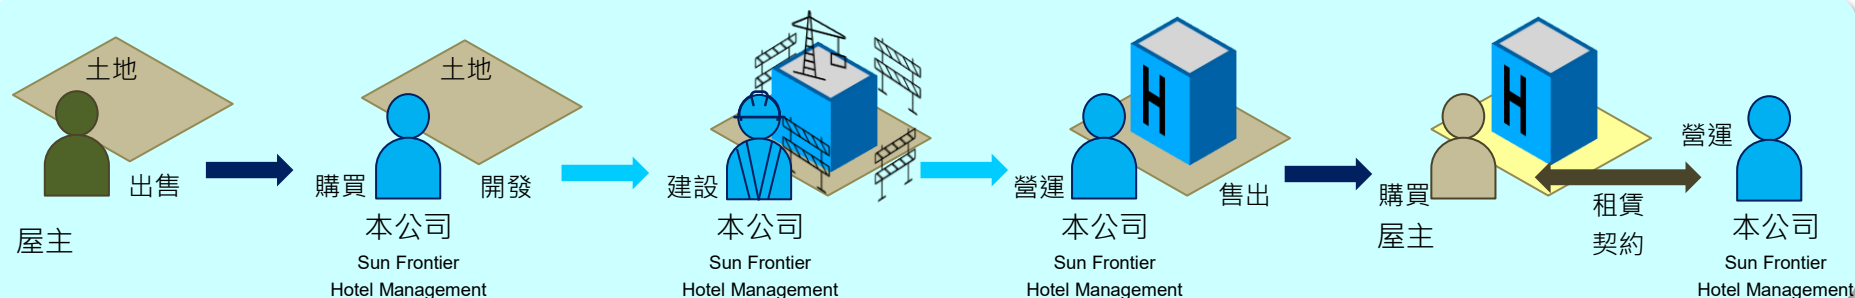 土地
出售
屋主
土地
購買
開發
本公司
Sun Frontier
Hotel Management
建設
本公司
Sun Frontier
Hotel Management
H
營運
售出
本公司
Sun Frontier
Hotel Management
H
購買
屋主
租賃
契約
營運
本公司
Sun Frontier
Hotel Management